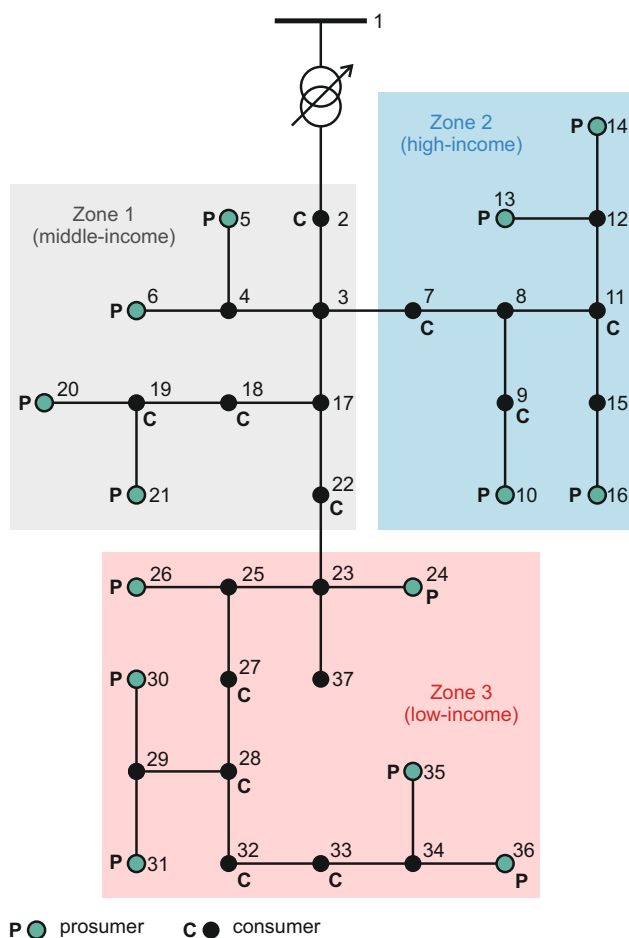 1
Zone 2
(high-income)
P 14
Zone 1
(middle-income)
P 5
C 2
13
P
12
6
P
4
3
7
C
8
11
C
20
P
19
C
18
C
17
9
C
15
P 21
22
C
P 10
P 16
26
P
25
23
24
P
P 30
27
C
37
Zone 3
(low-income)
29
28
C
P 35
P 31
32
C
33
C
34
36
P
P prosumer C consumer